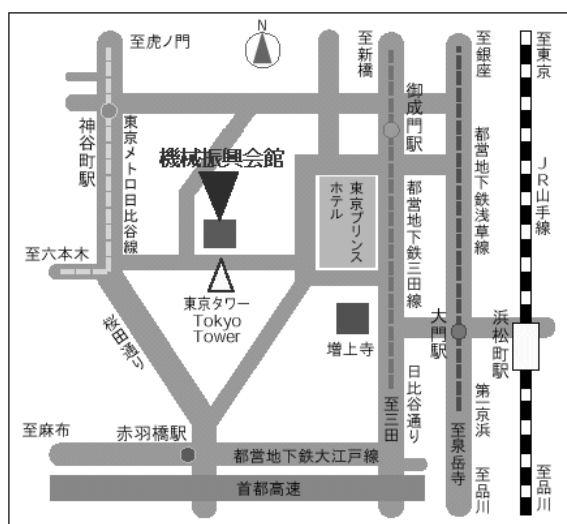 N
至虎ノ門
至新橋
至銀座
至東京
御成門駅
神谷町駅
東京メトロ日比谷線
機械振興会館
都営地下鉄浅草線
JR山手線
東京プリンス
ホテル
都営地下鉄三田線
至六本木
東京タワー
Tokyo
Tower
増上寺
大門駅
浜松町駅
桜田通り
日比谷通り
第一京浜
至三田
至麻布
赤羽橋駅
都営地下鉄大江戸線
至泉岳寺
至品川
至品川
首都高速